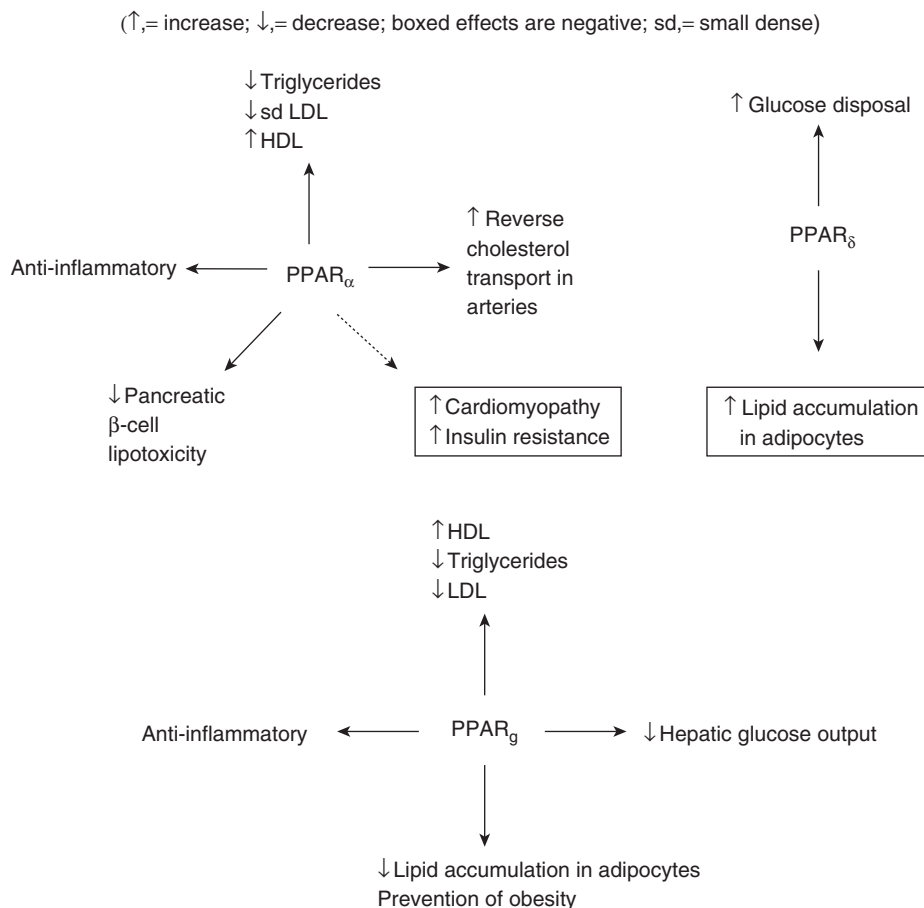 (↑,= increase; ↓,= decrease; boxed effects are negative; sd,= small dense)
↓Triglycerides
↓sd LDL
↑HDL
↑ Glucose disposal
↑ Reverse
cholesterol
transport in
arteries
Anti-inflammatory
PPARα
PPARδ
↓Pancreatic
β-cell
lipotoxicity
↑Cardiomyopathy
↑Insulin resistance
↑ Lipid accumulation
in adipocytes
↑HDL
↓Triglycerides
↓LDL
Anti-inflammatory
PPARg
↓Hepatic glucose output
↓Lipid accumulation in adipocytes
Prevention of obesity